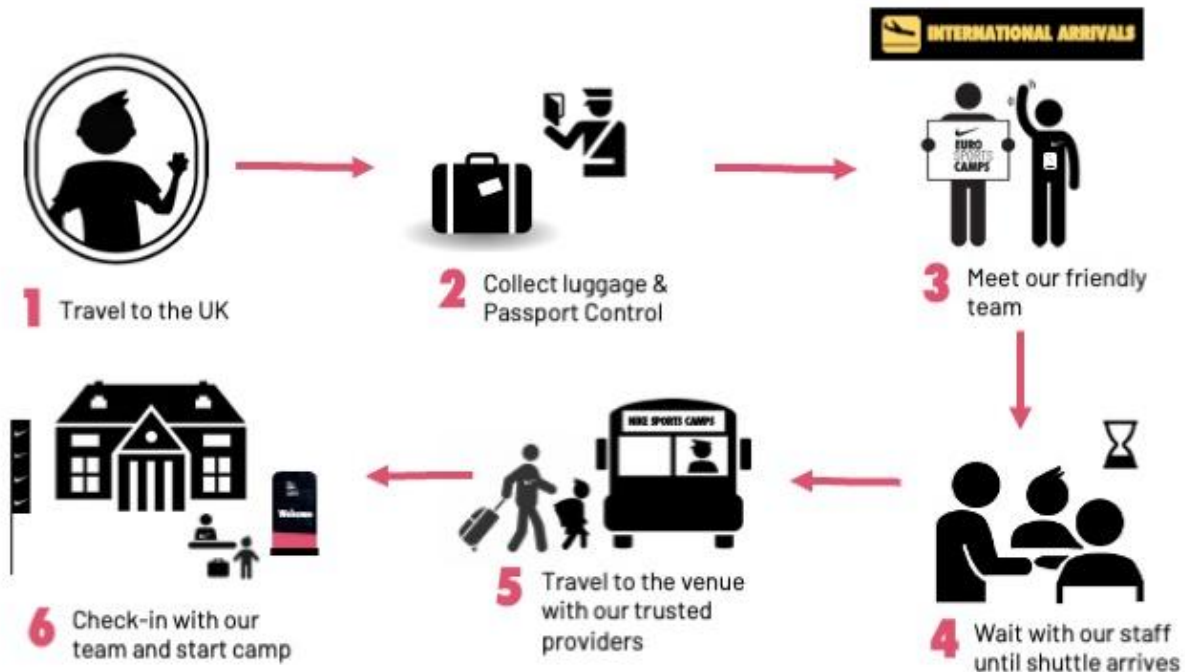 INTERNATIONAL ARRIVALS
EURO
SPORTS
CAMPS
1 Travel to the UK
2 Collect luggage &
Passport Control
3 Meet our friendly
team
NIKE SPORTS CAMPS
Welcome
6 Check-in with our
team and start camp
5 Travel to the venue
with our trusted
providers
4 Wait with our staff
until shuttle arrives